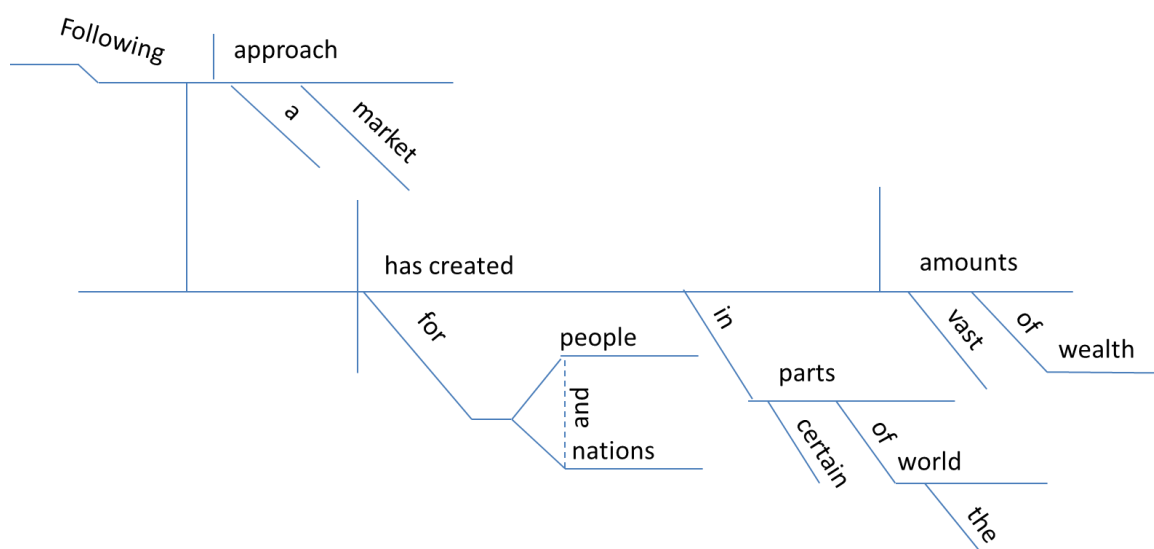 Following
approach
a
market
has created
amounts
for
in
vast
of
people
wealth
parts
and
certain
of
nations
world
the